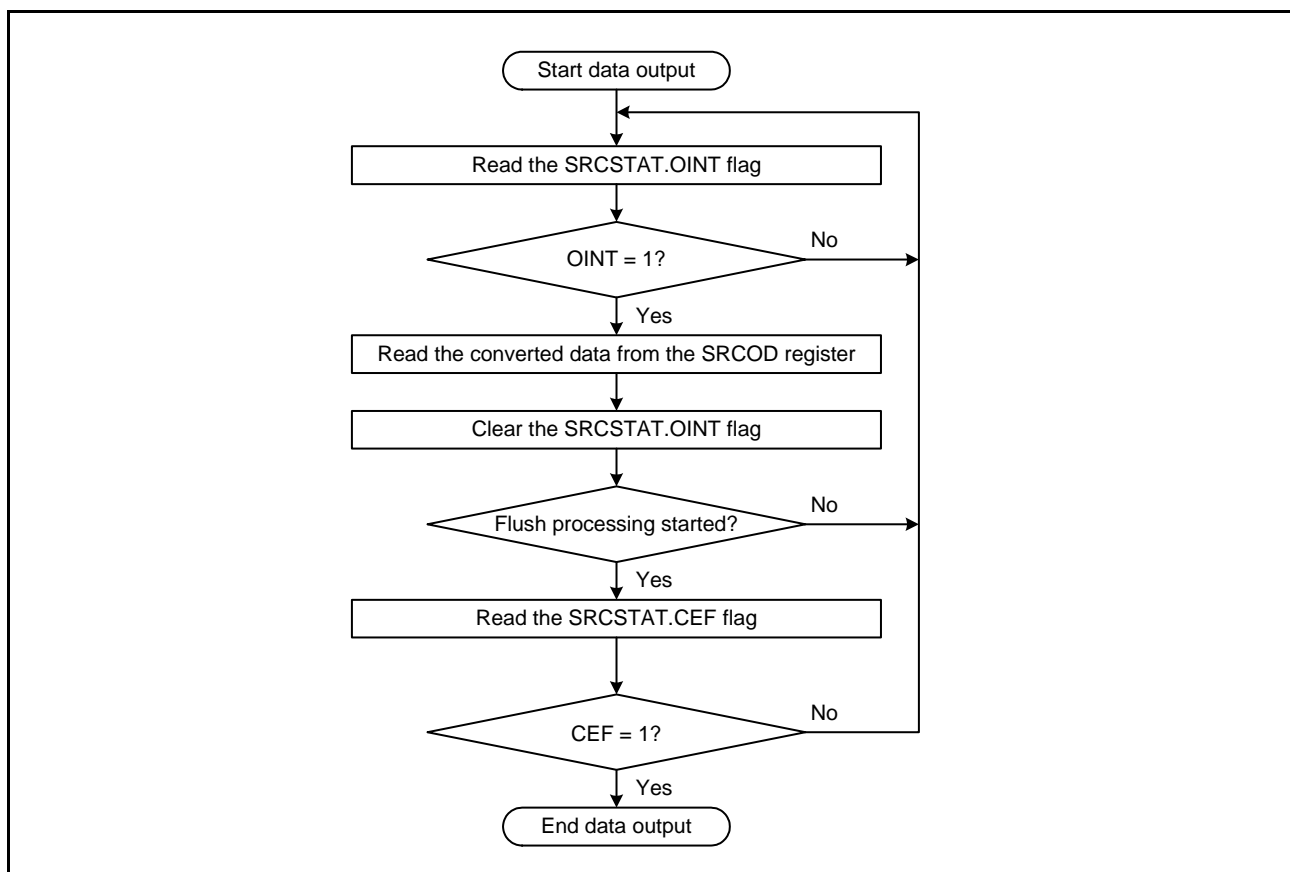 Start data output
Read the SRCSTAT.OINT flag
OINT = 1?
No
Yes
Read the converted data from the SRCOD register
Clear the SRCSTAT.OINT flag
Flush processing started?
No
Yes
Read the SRCSTAT.CEF flag
CEF = 1?
No
Yes
End data output